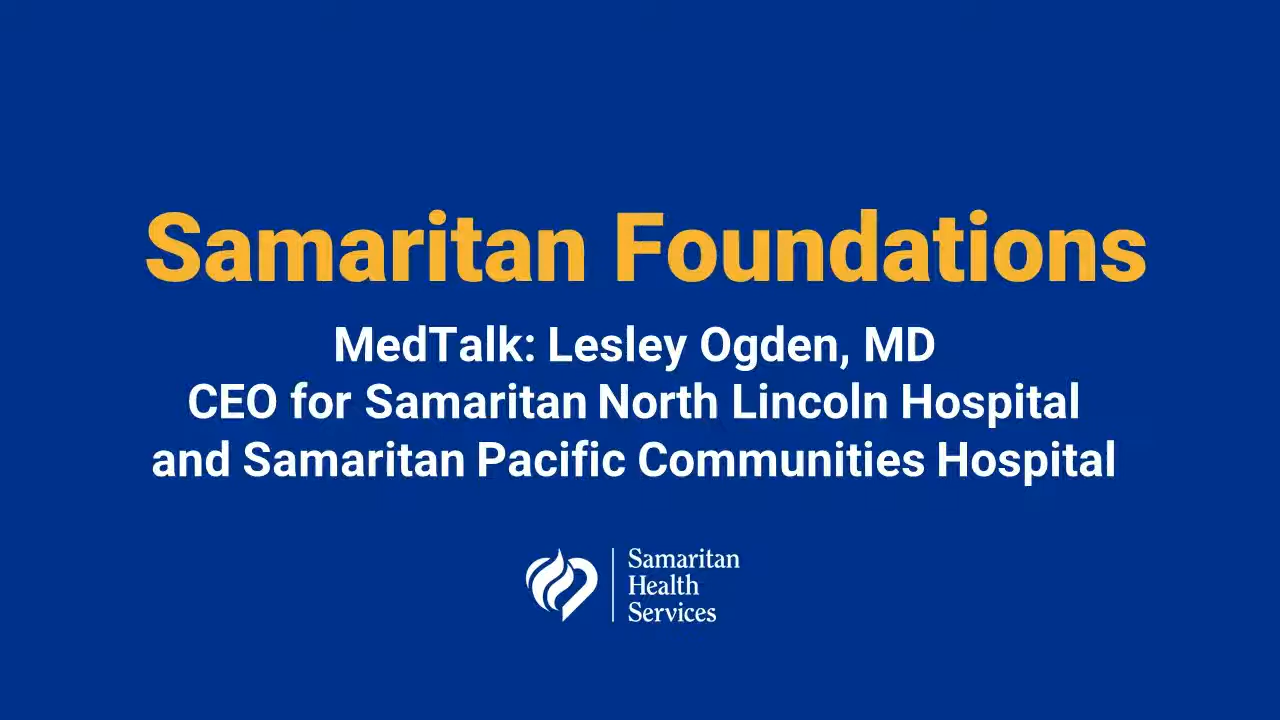 Samaritan Foundations
MedTalk: Lesley Ogden, MD
CEO for Samaritan North Lincoln Hospital
and Samaritan Pacific Communities Hospital
Samaritan
Health
Services